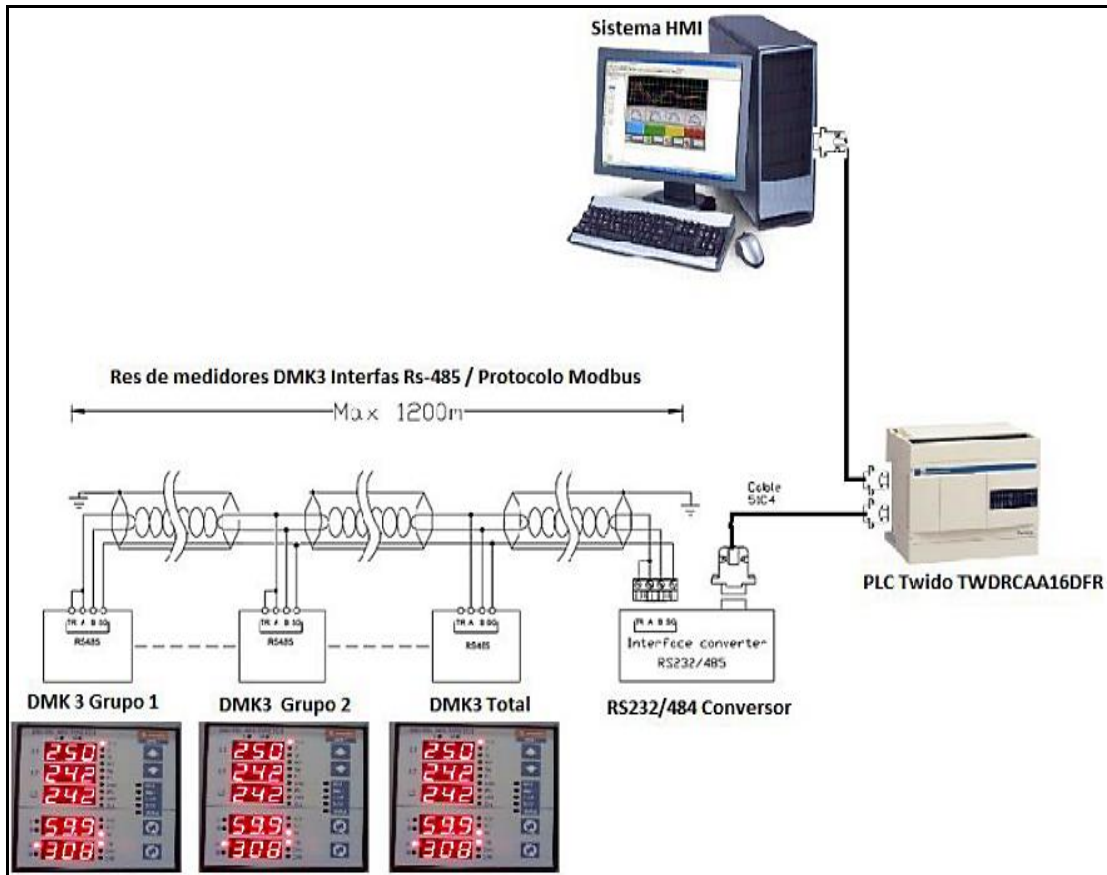 Sistema HMI
Res de medidores DMK3 Interfas Rs-485 / Protocolo Modbus
Max 1200m
Cable
51C4
PLC Twido TWDRCAA16DFR
TR A B SG
RS485
TR A B SG
RS485
TR A B SG
RS485
TR A B SG
Interface converter
RS232/485
DMK 3 Grupo 1
DMK3 Grupo 2
DMK3 Total
RS232/484 Conversor
250
242
242
59.9
308
250
242
242
59.9
308
250
242
242
59.9
308